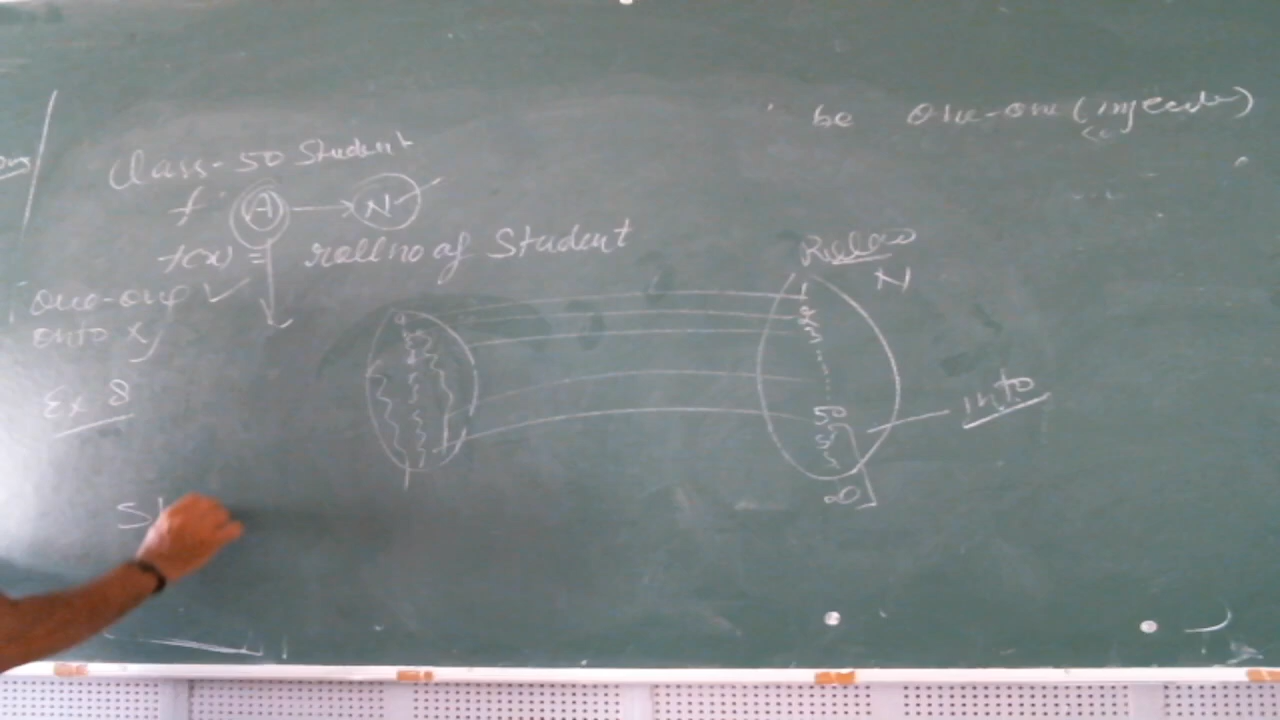 be one-one (injective)
Class-50 Student
f A → N
f(x) = roll no of Student
one-one ✓
onto x
Ex 8
N
1
2
3
50
51
∞
into